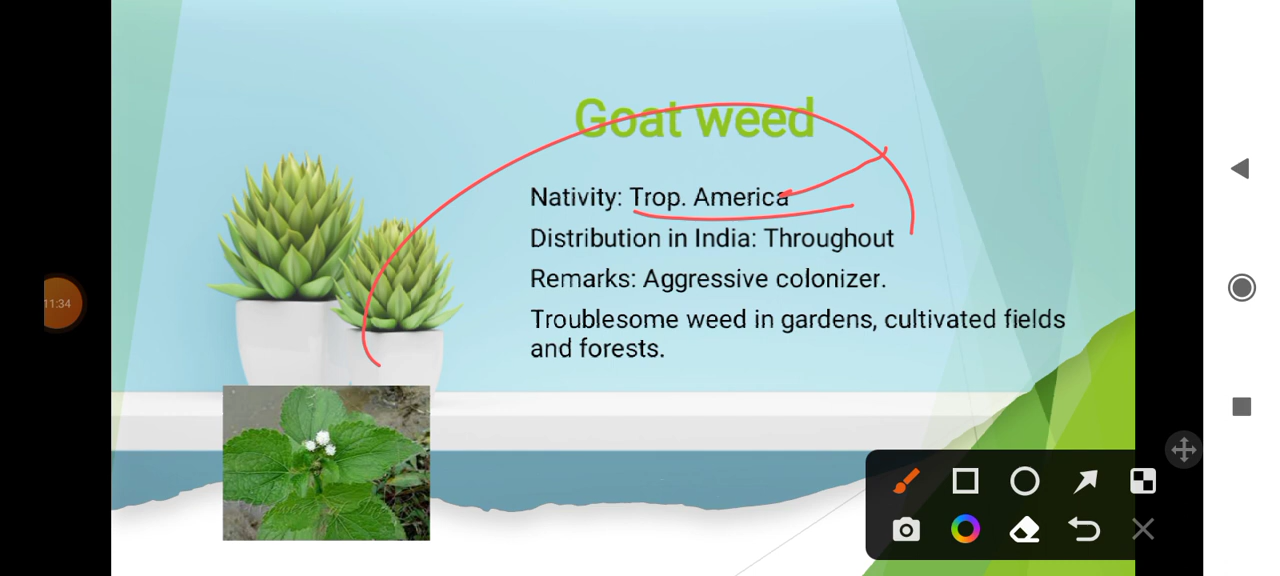 Goat weed
Nativity: Trop. America
Distribution in India: Throughout
Remarks: Aggressive colonizer.
Troublesome weed in gardens, cultivated fields
and forests.
11:34